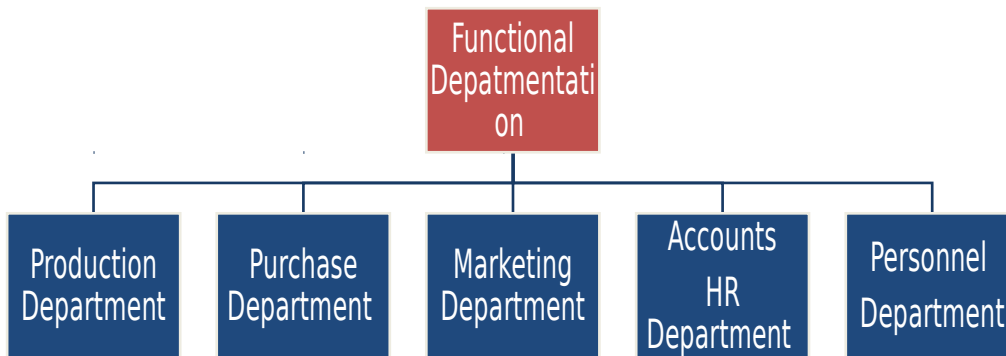 Functional
Depatmentati
on
Production
Department
Purchase
Department
Marketing
Department
Accounts
HR
Department
Personnel
Department